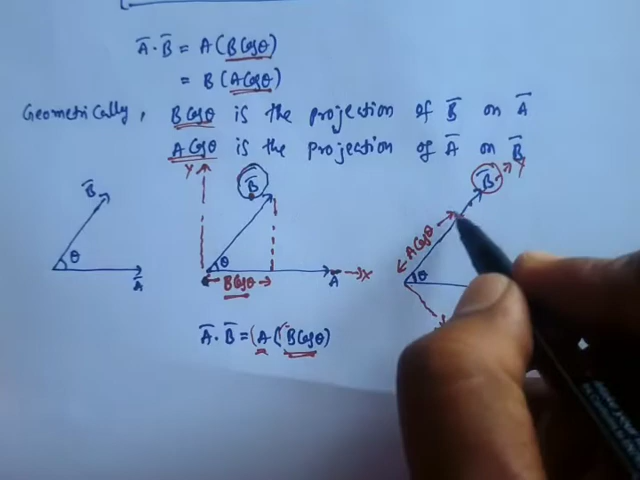 A̅ · B̅ = A (B Cosθ)
= B (A Cosθ)
Geometrically, B Cosθ is the projection of B̅ on A̅
A Cosθ is the projection of A̅ on B̅
B̅ θ A̅
Y B̅ θ B Cosθ A̅ X
Y B̅ A Cosθ θ
A̅ · B̅ = (A (B Cosθ)